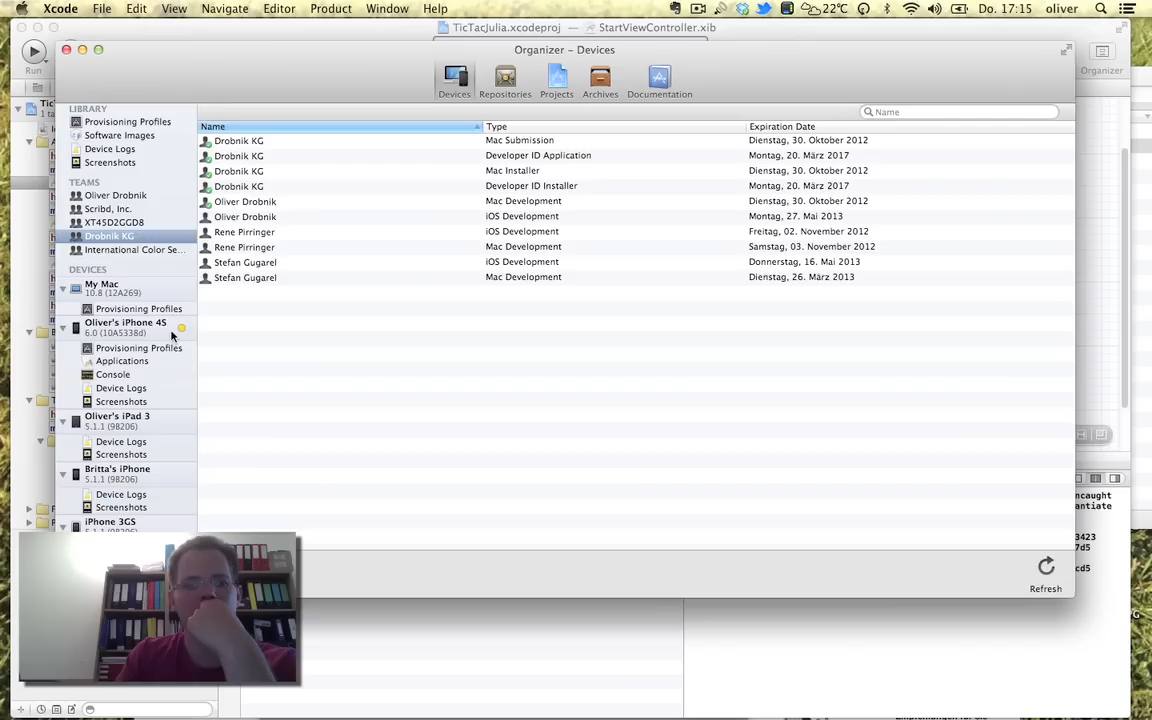 Xcode File Edit View Navigate Editor Product Window Help 22℃ Do. 17:15 oliver
TicTacJulia.xcodeproj StartViewController.xib
Organizer – Devices
Run
Organizer
Devices Repositories Projects Archives Documentation
LIBRARY
Provisioning Profiles
Software Images
Device Logs
Screenshots
TEAMS
Oliver Drobnik
Scribd, Inc.
XT45D2GGD8
Drobnik KG
International Color Se...
DEVICES
My Mac
10.8 (12A269)
Provisioning Profiles
Oliver's iPhone 4S
6.0 (10A5338d)
Provisioning Profiles
Applications
Console
Device Logs
Screenshots
Oliver's iPad 3
5.1.1 (9B206)
Device Logs
Screenshots
Britta's iPhone
5.1.1 (9B206)
Device Logs
Screenshots
iPhone 3GS
Name
Name Type Expiration Date
Drobnik KG Mac Submission Dienstag, 30. Oktober 2012
Drobnik KG Developer ID Application Montag, 20. März 2017
Drobnik KG Mac Installer Dienstag, 30. Oktober 2012
Drobnik KG Developer ID Installer Montag, 20. März 2017
Oliver Drobnik Mac Development Dienstag, 30. Oktober 2012
Oliver Drobnik iOS Development Montag, 27. Mai 2013
Rene Pirringer iOS Development Freitag, 02. November 2012
Rene Pirringer Mac Development Samstag, 03. November 2012
Stefan Gugarel iOS Development Donnerstag, 16. Mai 2013
Stefan Gugarel Mac Development Dienstag, 26. März 2013
Refresh
ncaught
antiate
3423
7d5
cd5